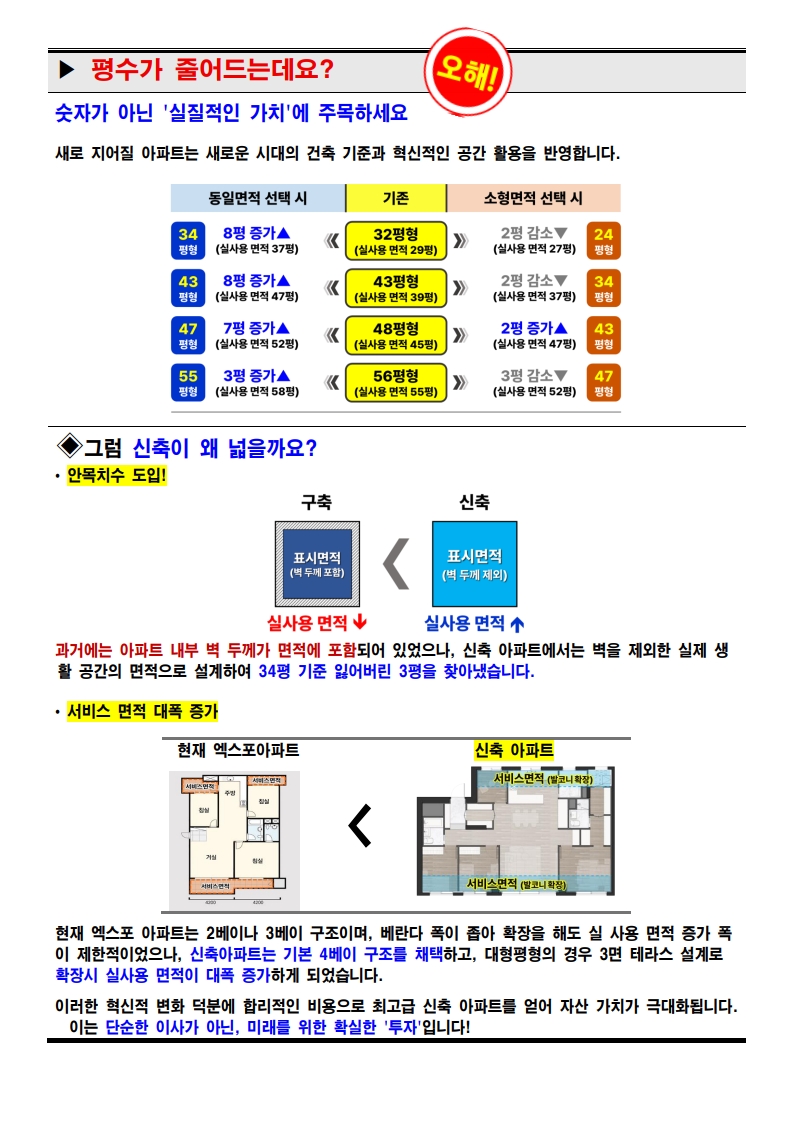 ▶ 평수가 줄어드는데요?
오해!
숫자가 아닌 '실질적인 가치'에 주목하세요
새로 지어질 아파트는 새로운 시대의 건축 기준과 혁신적인 공간 활용을 반영합니다.
동일면적 선택 시 기존 소형면적 선택 시
34 평형 8평 증가▲ (실사용 면적 37평) 32평형 (실사용 면적 29평) 2평 감소▼ (실사용 면적 27평) 24 평형
43 평형 8평 증가▲ (실사용 면적 47평) 43평형 (실사용 면적 39평) 2평 감소▼ (실사용 면적 37평) 34 평형
47 평형 7평 증가▲ (실사용 면적 52평) 48평형 (실사용 면적 45평) 2평 증가▲ (실사용 면적 47평) 43 평형
55 평형 3평 증가▲ (실사용 면적 58평) 56평형 (실사용 면적 55평) 3평 감소▼ (실사용 면적 52평) 47 평형
◈그럼 신축이 왜 넓을까요?
• 안목치수 도입!
구축 신축
표시면적 (벽 두께 포함) 표시면적 (벽 두께 제외)
실사용 면적 ↓ 실사용 면적 ↑
과거에는 아파트 내부 벽 두께가 면적에 포함되어 있었으나, 신축 아파트에서는 벽을 제외한 실제 생
활 공간의 면적으로 설계하여 34평 기준 잃어버린 3평을 찾아냈습니다.
• 서비스 면적 대폭 증가
현재 엑스포아파트 신축 아파트
서비스면적 서비스면적
주방
침실 침실
거실 침실
서비스면적
4200 4200
서비스면적 (발코니 확장)
서비스면적 (발코니 확장)
현재 엑스포 아파트는 2베이나 3베이 구조이며, 베란다 폭이 좁아 확장을 해도 실 사용 면적 증가 폭
이 제한적이었으나, 신축아파트는 기본 4베이 구조를 채택하고, 대형평형의 경우 3면 테라스 설계로
확장시 실사용 면적이 대폭 증가하게 되었습니다.
이러한 혁신적 변화 덕분에 합리적인 비용으로 최고급 신축 아파트를 얻어 자산 가치가 극대화됩니다.
이는 단순한 이사가 아닌, 미래를 위한 확실한 '투자'입니다!